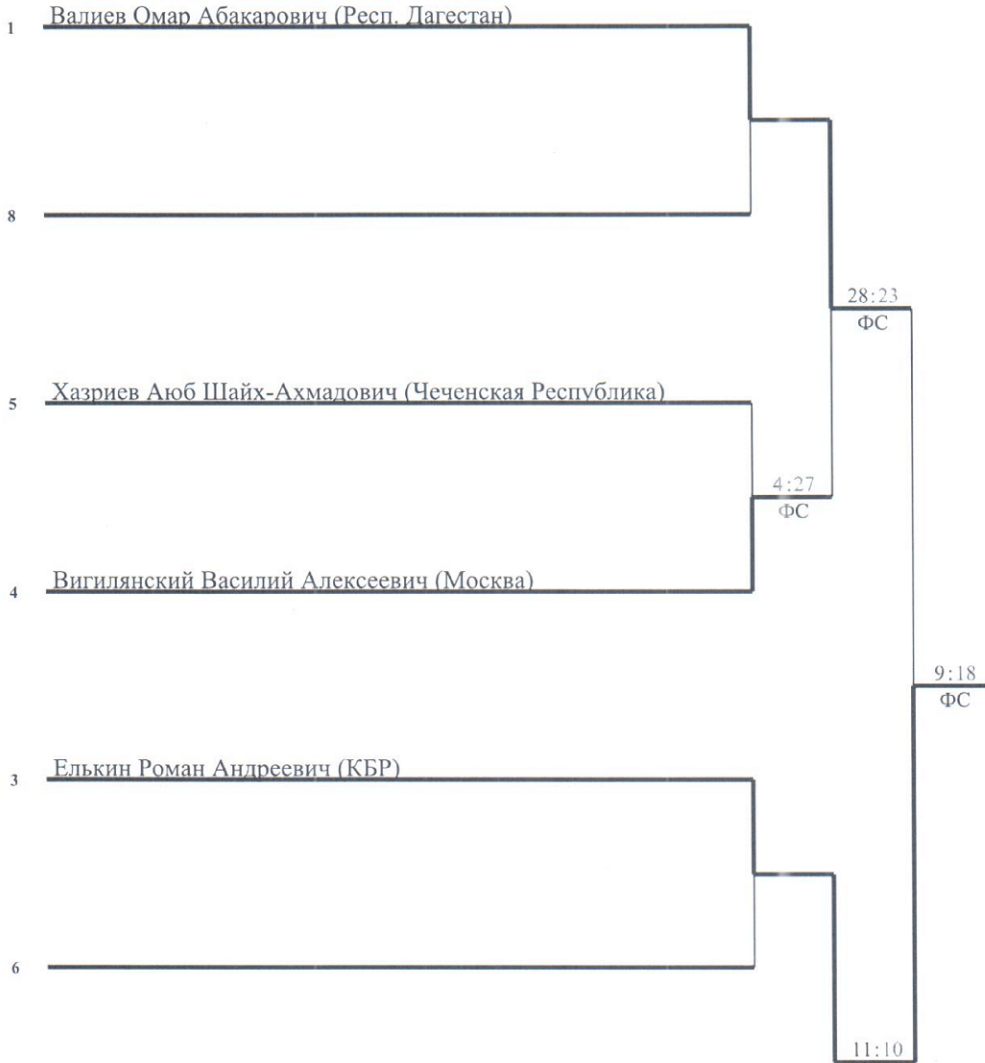 Валиев Омар Абакарович (Респ. Дагестан)
1
8
28:23
ФС
Хазриев Аюб Шайх-Ахмадович (Чеченская Республика)
5
4:27
ФС
Вигилянский Василий Алексеевич (Москва)
4
9:18
ФС
Елькин Роман Андреевич (КБР)
3
6
11:10